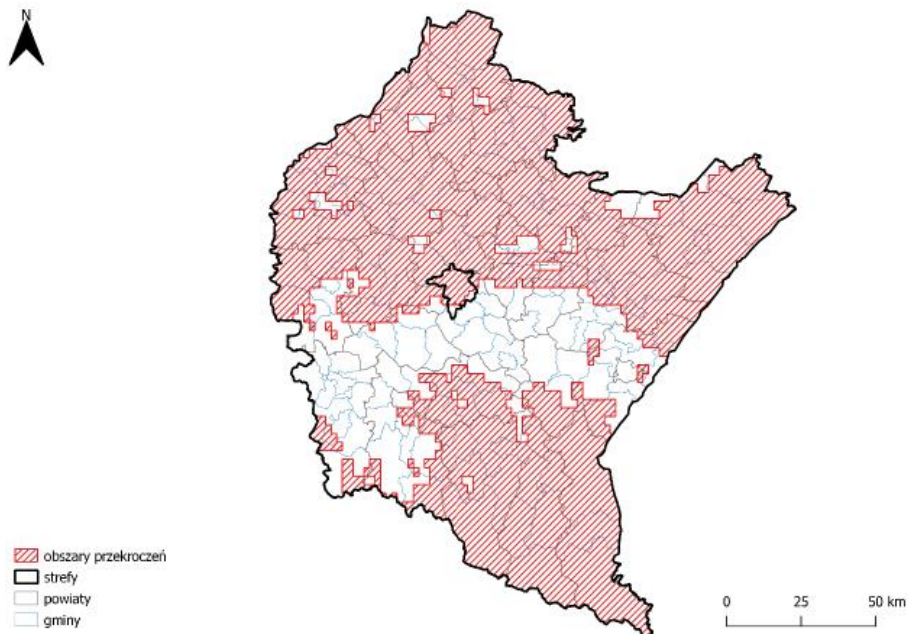 N
obszary przekroczeń
strefy
powiaty
gminy
0 25 50 km